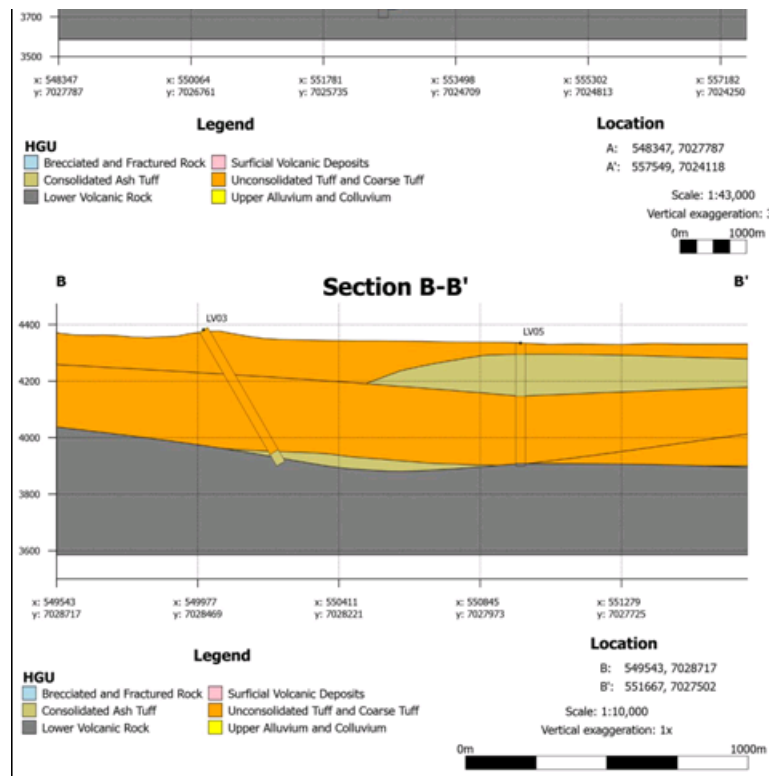 3700
3500
x: 548347 x: 550064 x: 551781 x: 553498 x: 555302 x: 557182
y: 7027787 y: 7026761 y: 7025735 y: 7024709 y: 7024813 y: 7024250
Legend
Location
HGU
Brecciated and Fractured Rock Surficial Volcanic Deposits
Consolidated Ash Tuff Unconsolidated Tuff and Coarse Tuff
Lower Volcanic Rock Upper Alluvium and Colluvium
A: 548347, 7027787
A': 557549, 7024118
Scale: 1:43,000
Vertical exaggeration:
0m 1000m
B Section B-B' B'
LV03
LV05
4400
4200
4000
3800
3600
x: 549543 x: 549977 x: 550411 x: 550845 x: 551279
y: 7028717 y: 7028469 y: 7028221 y: 7027973 y: 7027725
Legend
Location
HGU
Brecciated and Fractured Rock Surficial Volcanic Deposits
Consolidated Ash Tuff Unconsolidated Tuff and Coarse Tuff
Lower Volcanic Rock Upper Alluvium and Colluvium
B: 549543, 7028717
B': 551667, 7027502
Scale: 1:10,000
Vertical exaggeration: 1x
0m 1000m